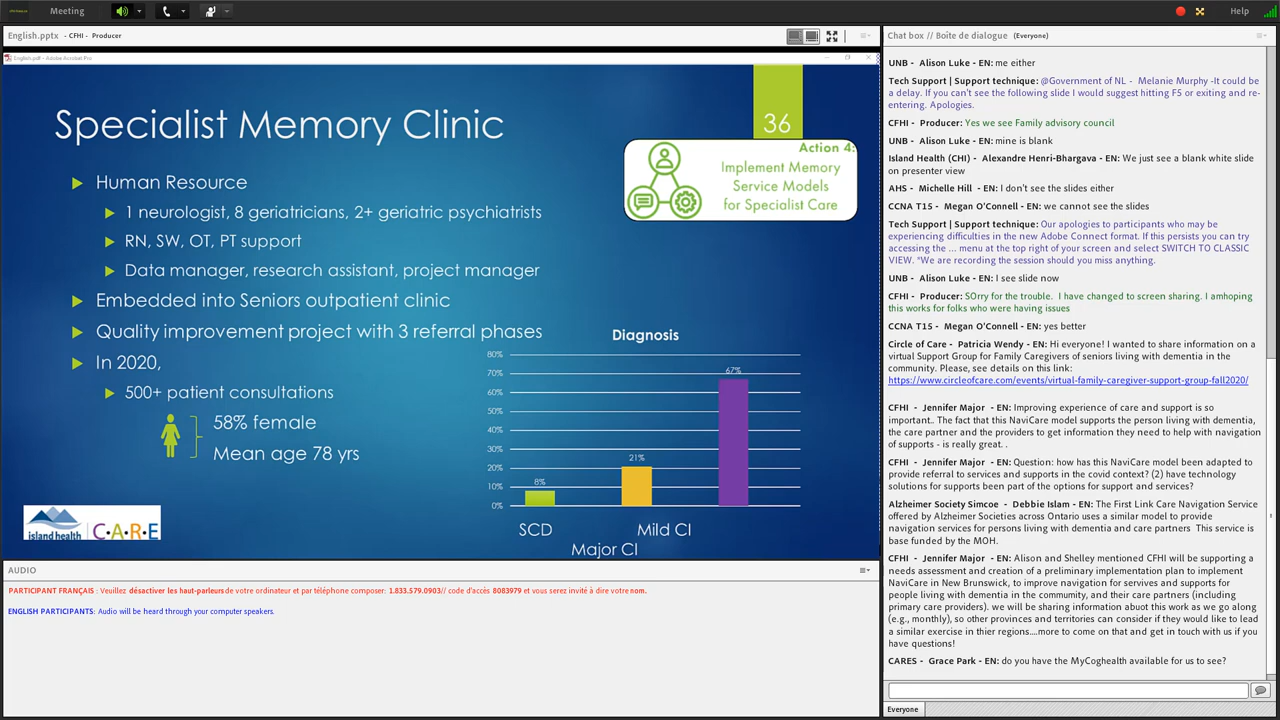 Meeting
Help
English.pptx - CFHI - Producer
English.pdf - Adobe Acrobat Pro
Specialist Memory Clinic
36
Action 4:
Implement Memory
Service Models
for Specialist Care
Human Resource
1 neurologist, 8 geriatricians, 2+ geriatric psychiatrists
RN, SW, OT, PT support
Data manager, research assistant, project manager
Embedded into Seniors outpatient clinic
Quality improvement project with 3 referral phases
In 2020,
500+ patient consultations
58% female
Mean age 78 yrs
Diagnosis
80%
70%
60%
50%
40%
30%
20%
10%
0%
8%
21%
67%
SCD
Mild CI
Major CI
island health
C·A·R·E
AUDIO
PARTICIPANT FRANÇAIS : Veuillez désactiver les haut-parleurs de votre ordinateur et par téléphone composer: 1.833.579.0903// code d'accès 8083979 et vous serez invité à dire votre nom.
ENGLISH PARTICIPANTS: Audio will be heard through your computer speakers.
Chat box // Boîte de dialogue (Everyone)
UNB - Alison Luke - EN: me either
Tech Support | Support technique: @Government of NL - Melanie Murphy -It could be
a delay. If you can't see the following slide I would suggest hitting F5 or exiting and re-
entering. Apologies.
CFHI - Producer: Yes we see Family advisory council
UNB - Alison Luke - EN: mine is blank
Island Health (CHI) - Alexandre Henri-Bhargava - EN: We just see a blank white slide
on presenter view
AHS - Michelle Hill - EN: I don't see the slides either
CCNA T15 - Megan O'Connell - EN: we cannot see the slides
Tech Support | Support technique: Our apologies to participants who may be
experiencing difficulties in the new Adobe Connect format. If this persists you can try
accessing the ... menu at the top right of your screen and select SWITCH TO CLASSIC
VIEW. *We are recording the session should you miss anything.
UNB - Alison Luke - EN: I see slide now
CFHI - Producer: SOrry for the trouble. I have changed to screen sharing. I amhoping
this works for folks who were having issues
CCNA T15 - Megan O'Connell - EN: yes better
Circle of Care - Patricia Wendy - EN: Hi everyone! I wanted to share information on a
virtual Support Group for Family Caregivers of seniors living with dementia in the
community. Please, see details on this link:
https://www.circleofcare.com/events/virtual-family-caregiver-support-group-fall2020/
CFHI - Jennifer Major - EN: Improving experience of care and support is so
important.. The fact that this NaviCare model supports the person living with dementia,
the care partner and the providers to get information they need to help with navigation
of supports - is really great. .
CFHI - Jennifer Major - EN: Question: how has this NaviCare model been adapted to
provide referral to services and supports in the covid context? (2) have technology
solutions for supports been part of the options for support and services?
Alzheimer Society Simcoe - Debbie Islam - EN: The First Link Care Navigation Service
offered by Alzheimer Societies across Ontario uses a similar model to provide
navigation services for persons living with dementia and care partners This service is
base funded by the MOH.
CFHI - Jennifer Major - EN: Alison and Shelley mentioned CFHI will be supporting a
needs assessment and creation of a preliminary implementation plan to implement
NaviCare in New Brunswick, to improve navigation for servives and supports for
people living with dementia in the community, and their care partners (including
primary care providers). we will be sharing information abuot this work as we go along
(e.g., monthly), so other provinces and territories can consider if they would like to lead
a similar exercise in thier regions....more to come on that and get in touch with us if you
have questions!
CARES - Grace Park - EN: do you have the MyCoghealth available for us to see?
Everyone